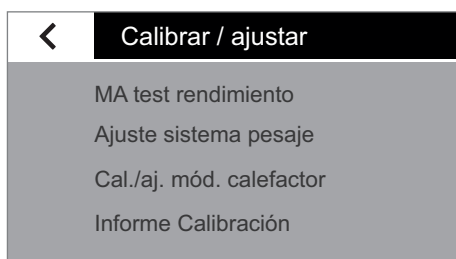 Calibrar / ajustar
MA test rendimiento
Ajuste sistema pesaje
Cal./aj. mód. calefactor
Informe Calibración